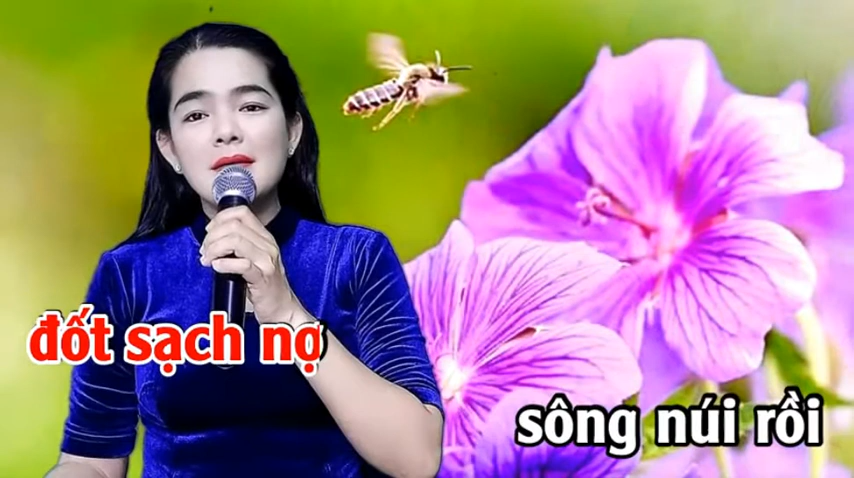 đốt sạch nợ
sông núi rồi